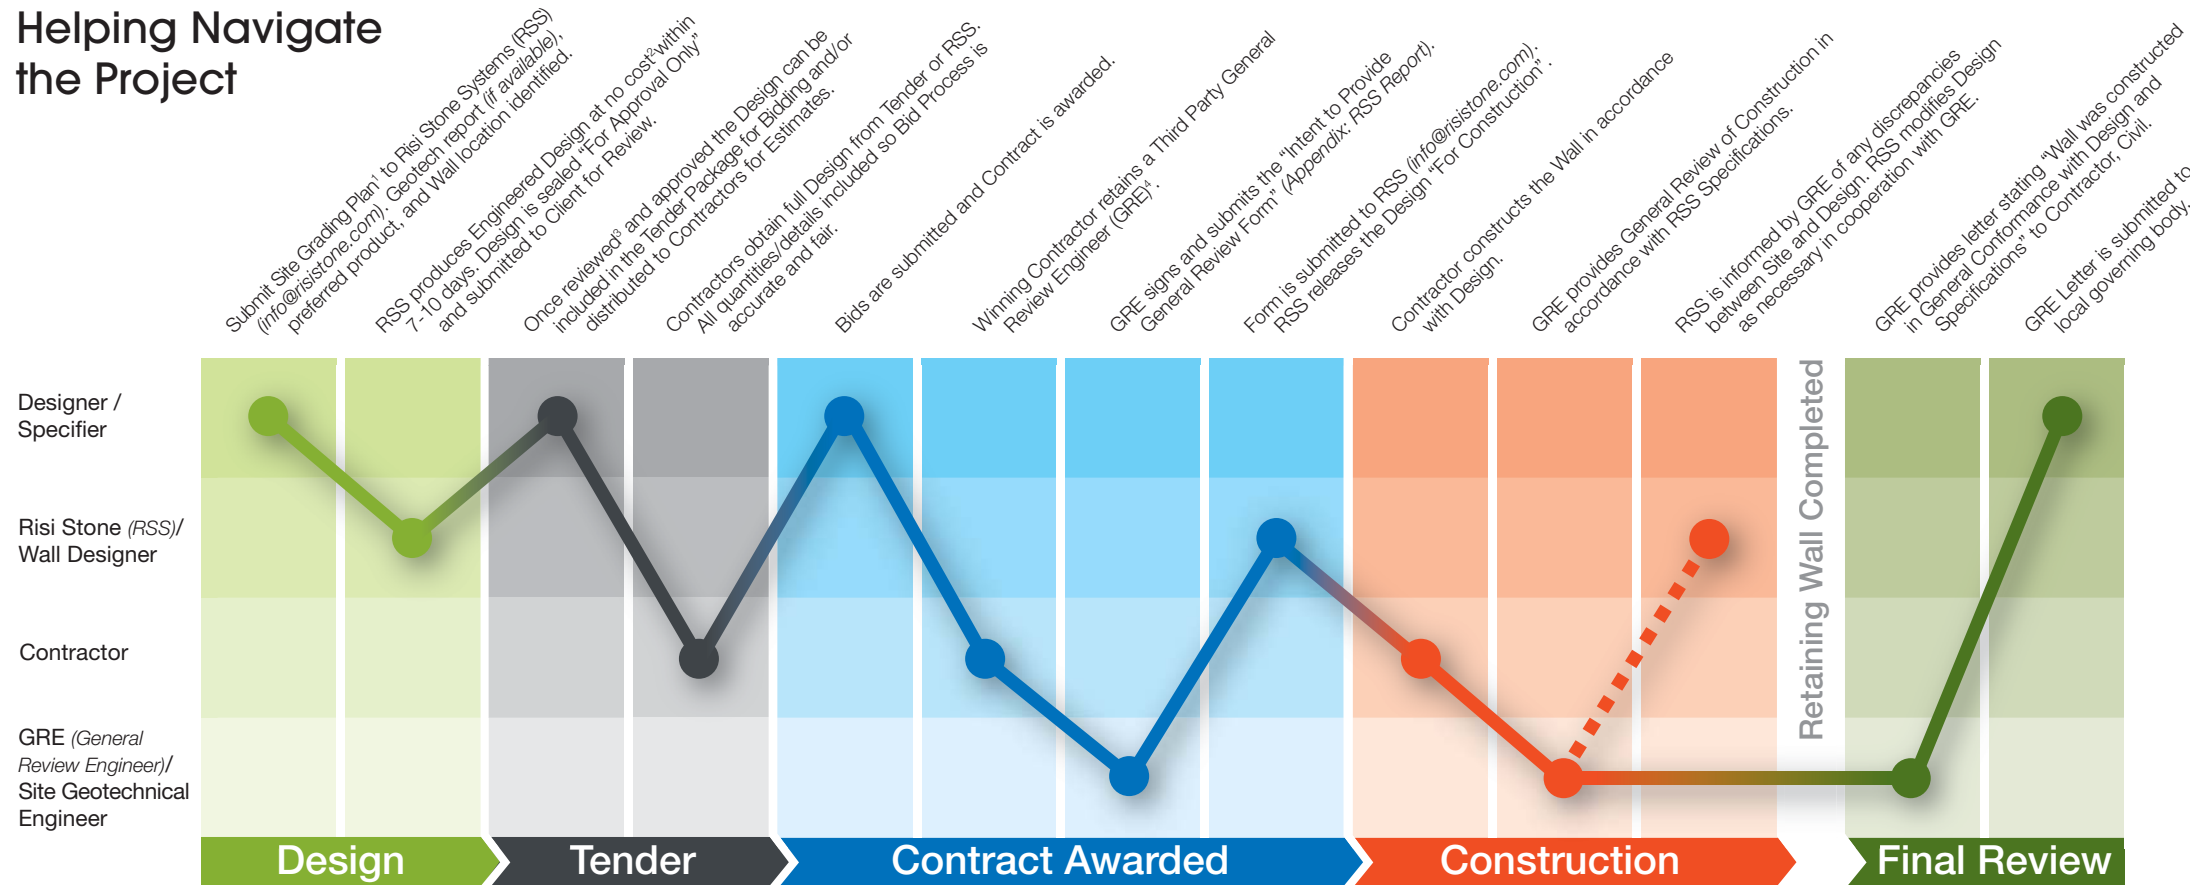 Helping Navigate
the Project
Submit Site Grading Plan¹ to Risi Stone Systems (RSS)
(info@risistone.com). Geotech report (if available),
preferred product, and Wall location identified.
RSS produces Engineered Design at no cost² within
7-10 days. Design is sealed “For Approval Only”
and submitted to Client for Review.
Once reviewed³ and approved the Design can be
included in the Tender Package for Bidding and/or
distributed to Contractors for Estimates.
Contractors obtain full Design from Tender or RSS.
All quantities/details included so Bid Process is
accurate and fair.
Bids are submitted and Contract is awarded.
Winning Contractor retains a Third Party General
Review Engineer (GRE)⁴.
GRE signs and submits the “Intent to Provide
General Review Form” (Appendix: RSS Report).
Form is submitted to RSS (info@risistone.com).
RSS releases the Design “For Construction”.
Contractor constructs the Wall in accordance
with Design.
GRE provides General Review of Construction in
accordance with RSS Specifications.
RSS is informed by GRE of any discrepancies
between Site and Design. RSS modifies Design
as necessary in cooperation with GRE.
GRE provides letter stating “Wall was constructed
in General Conformance with Design and
Specifications” to Contractor, Civil.
GRE Letter is submitted to
local governing body.
Designer /
Specifier
Risi Stone (RSS)/
Wall Designer
Contractor
GRE (General
Review Engineer)/
Site Geotechnical
Engineer
Retaining Wall Completed
Design
Tender
Contract Awarded
Construction
Final Review